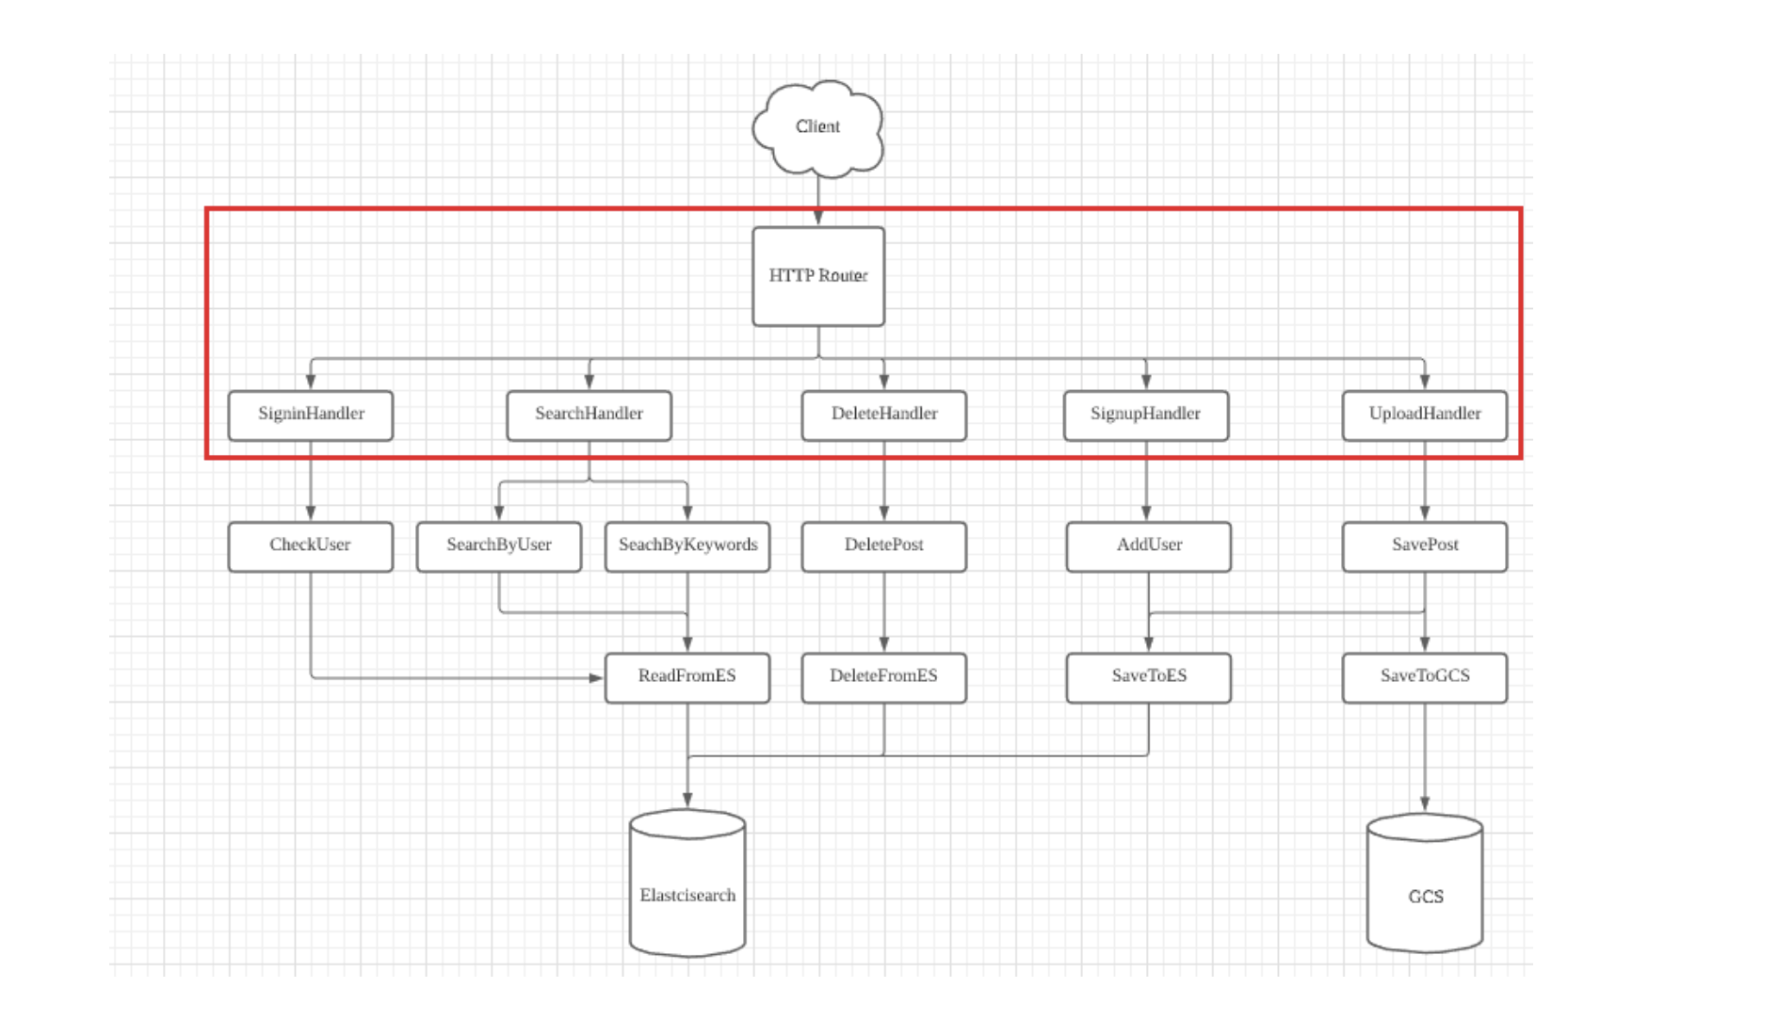 Client
HTTP Router
SigninHandler
SearchHandler
DeleteHandler
SignupHandler
UploadHandler
CheckUser
SearchByUser
SeachByKeywords
DeletePost
AddUser
SavePost
ReadFromES
DeleteFromES
SaveToES
SaveToGCS
Elastcisearch
GCS